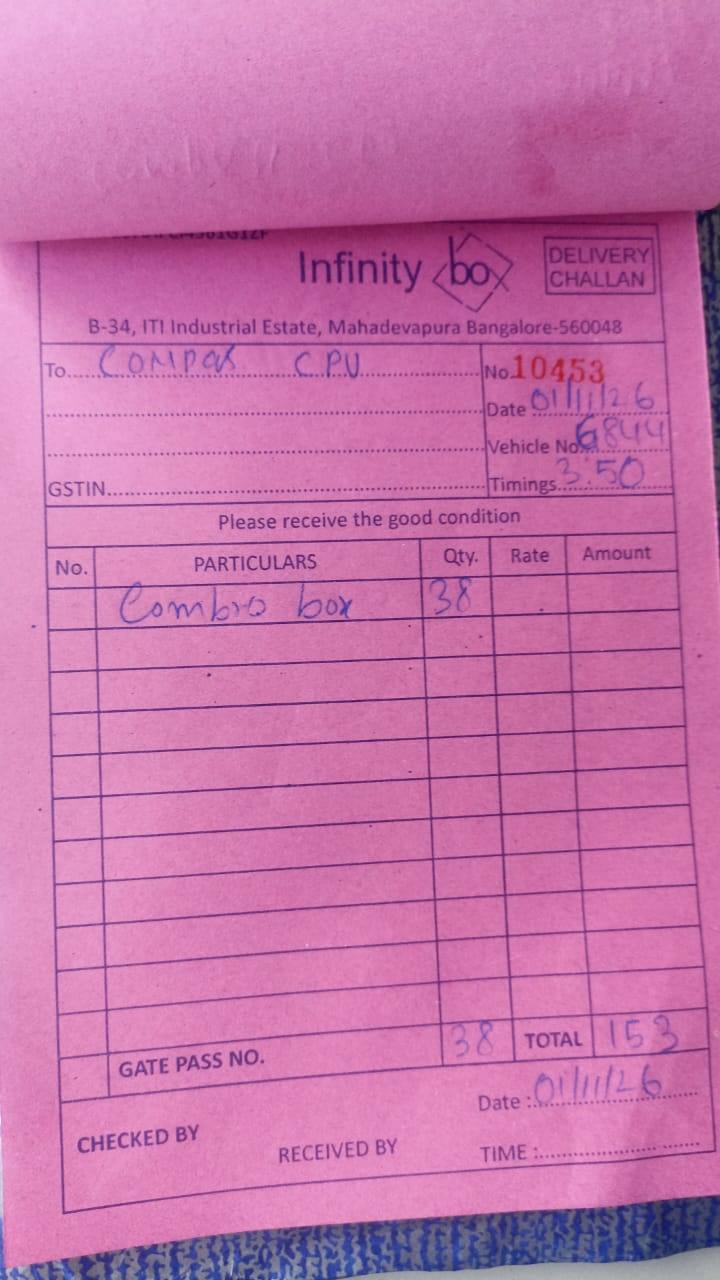 Infinity box
DELIVERY CHALLAN
B-34, ITI Industrial Estate, Mahadevapura Bangalore-560048
To Compas CPU
No. 10453
Date 01/11/26
Vehicle No. 6844
GSTIN
Timings 3:50
Please receive the good condition
No. PARTICULARS Qty. Rate Amount
Combro box 38
GATE PASS NO. 38 TOTAL 153
Date : 01/11/26
CHECKED BY
RECEIVED BY
TIME :